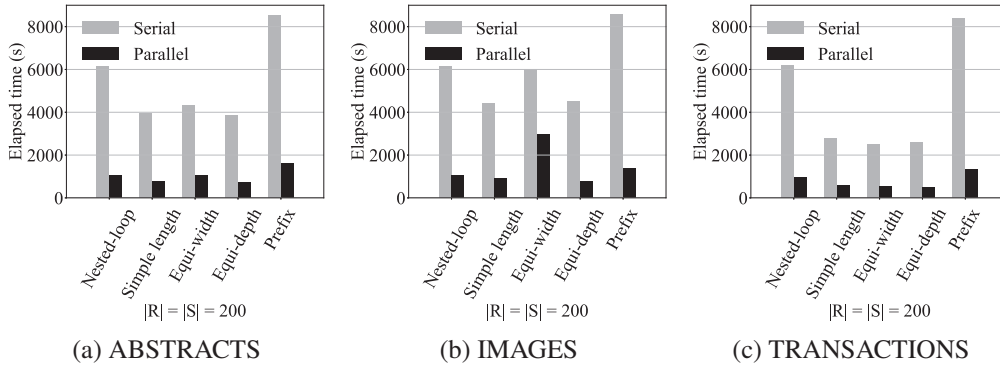 Elapsed time (s)
8000
6000
4000
2000
0
Serial
Parallel
Nested-loop
Simple length
Equi-width
Equi-depth
Prefix
|R| = |S| = 200
(a) ABSTRACTS
Elapsed time (s)
8000
6000
4000
2000
0
Serial
Parallel
Nested-loop
Simple length
Equi-width
Equi-depth
Prefix
|R| = |S| = 200
(b) IMAGES
Elapsed time (s)
8000
6000
4000
2000
0
Serial
Parallel
Nested-loop
Simple length
Equi-width
Equi-depth
Prefix
|R| = |S| = 200
(c) TRANSACTIONS